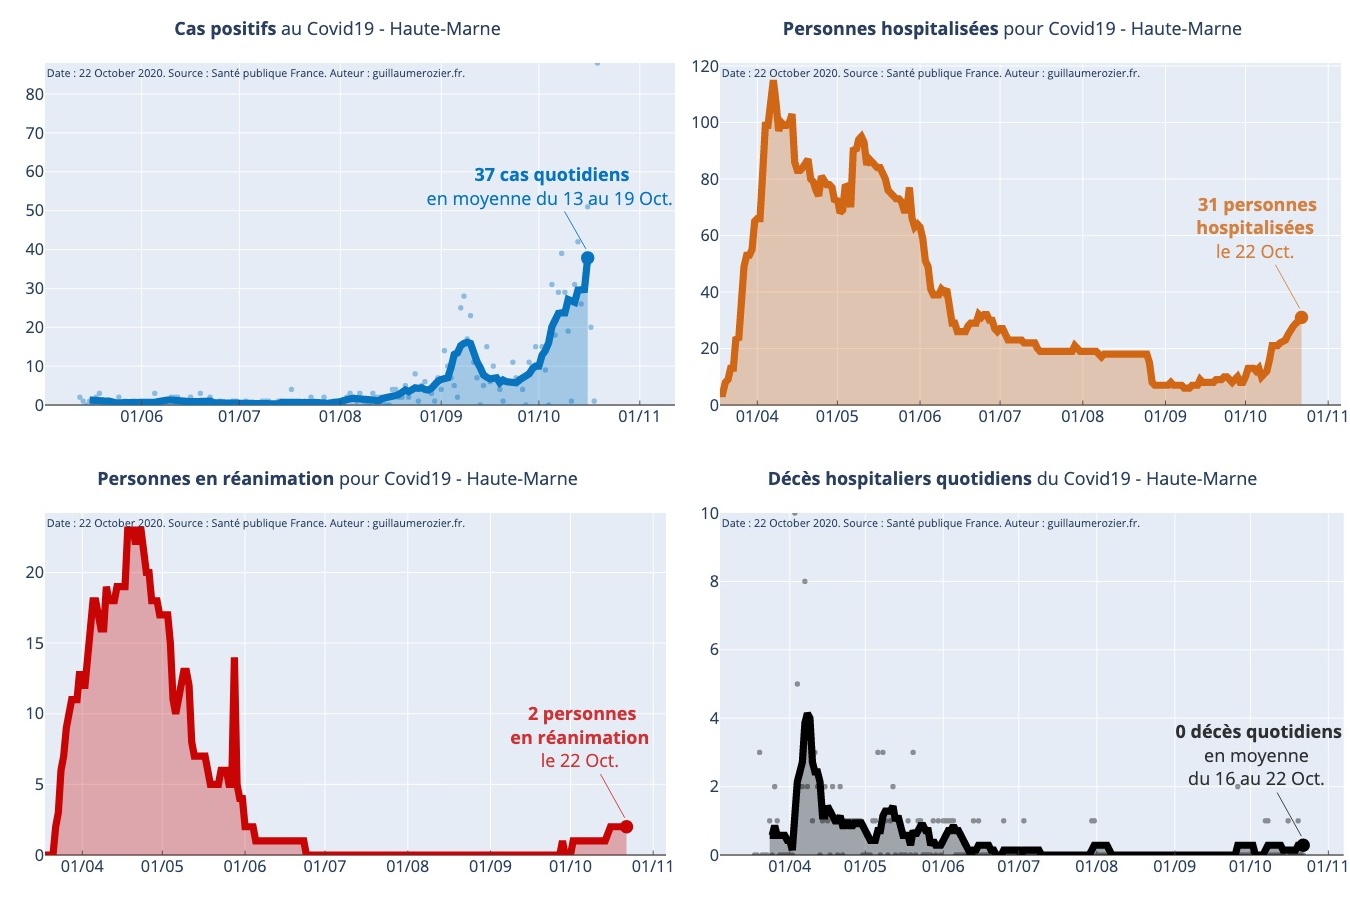 Cas positifs au Covid19 - Haute-Marne
Date : 22 October 2020. Source : Santé publique France. Auteur : guillaumerozier.fr.
80
70
60
50
40
30
20
10
0
37 cas quotidiens
en moyenne du 13 au 19 Oct.
01/06 01/07 01/08 01/09 01/10 01/11
Personnes hospitalisées pour Covid19 - Haute-Marne
Date : 22 October 2020. Source : Santé publique France. Auteur : guillaumerozier.fr.
120
100
80
60
40
20
0
31 personnes
hospitalisées
le 22 Oct.
01/04 01/05 01/06 01/07 01/08 01/09 01/10 01/11
Personnes en réanimation pour Covid19 - Haute-Marne
Date : 22 October 2020. Source : Santé publique France. Auteur : guillaumerozier.fr.
20
15
10
5
0
2 personnes
en réanimation
le 22 Oct.
01/04 01/05 01/06 01/07 01/08 01/09 01/10 01/11
Décès hospitaliers quotidiens du Covid19 - Haute-Marne
Date : 22 October 2020. Source : Santé publique France. Auteur : guillaumerozier.fr.
10
8
6
4
2
0
0 décès quotidiens
en moyenne
du 16 au 22 Oct.
01/04 01/05 01/06 01/07 01/08 01/09 01/10 01/11